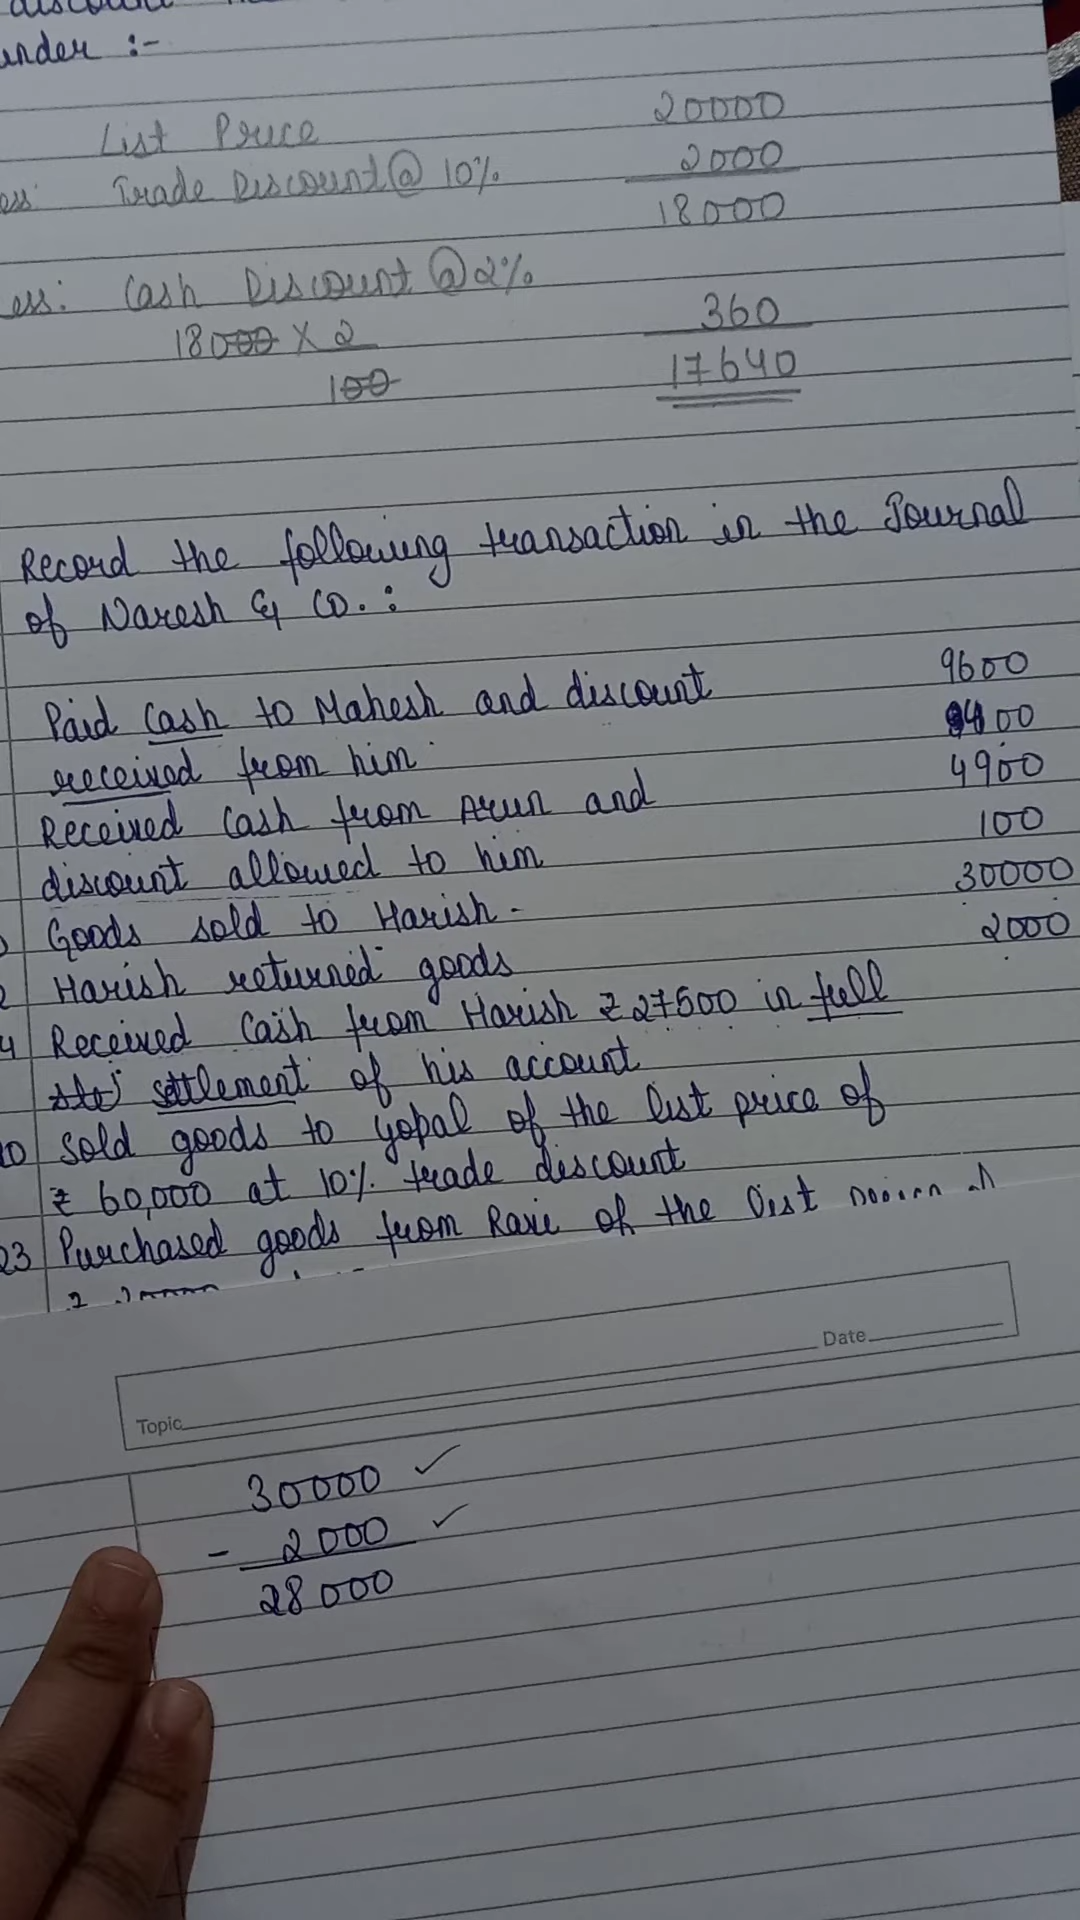 under :-
List Price 20000
ess: Trade Discount @ 10% 2000
18000
ess: Cash Discount @ 2%
18000 X 2 360
100 17640
Record the following transaction in the Journal
of Naresh & CO. :
Paid Cash to Mahesh and discount 9600
received from him 400
Received Cash from Arun and 4900
discount allowed to him 100
Goods sold to Harish - 30000
2 Harish returned goods 2000
4 Received Cash from Harish ₹ 27500 in full
settlement of his account
10 Sold goods to Gopal of the list price of
₹ 60,000 at 10% trade discount
23 Purchased goods from Ravi of the list
Topic Date
30000 ✓
- 2000 ✓
28000